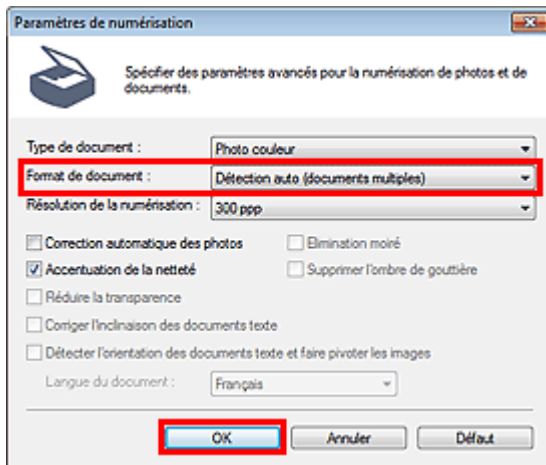 Paramètres de numérisation
Spécifier des paramètres avancés pour la numérisation de photos et de
documents.
Type de document : Photo couleur
Format de document : Détection auto (documents multiples)
Résolution de la numérisation : 300 ppp
Correction automatique des photos Elimination moiré
Accentuation de la netteté Supprimer l'ombre de gouttière
Réduire la transparence
Corriger l'inclinaison des documents texte
Détecter l'orientation des documents texte et faire pivoter les images
Langue du document : Français
OK Annuler Défaut